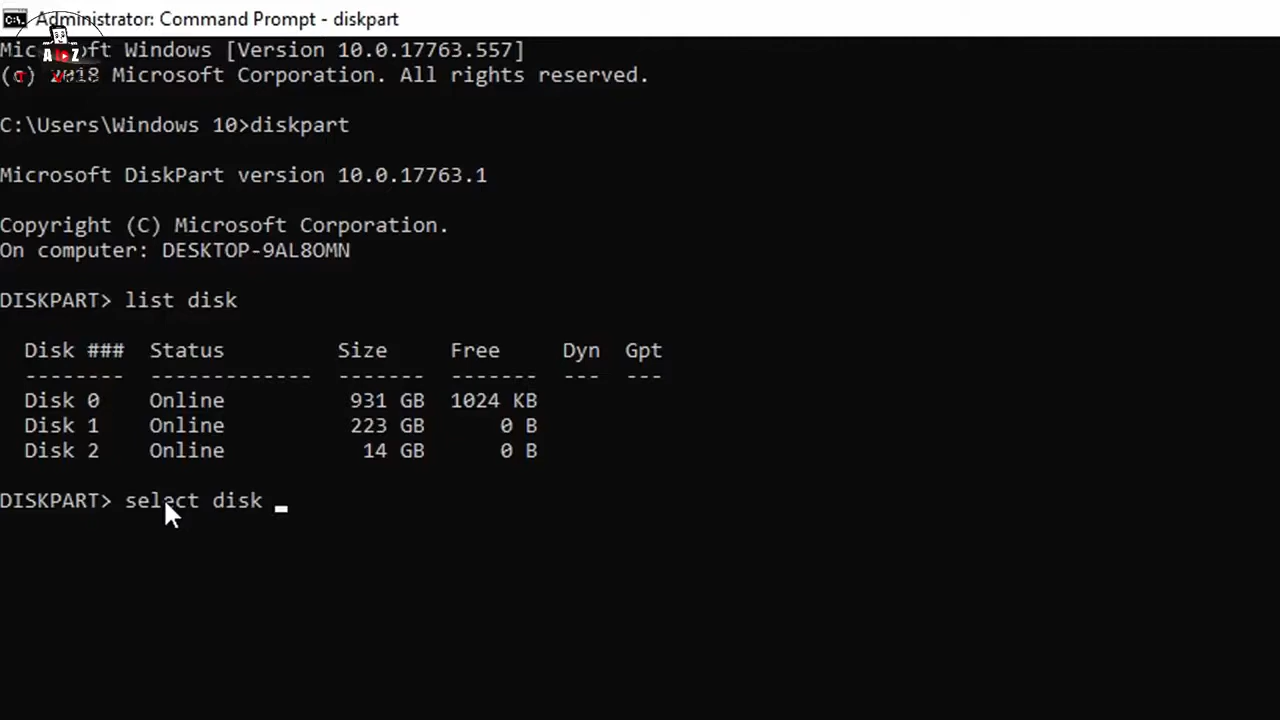 Administrator: Command Prompt - diskpart
Microsoft Windows [Version 10.0.17763.557]
(c) 2018 Microsoft Corporation. All rights reserved.
C:\Users\Windows 10>diskpart
Microsoft DiskPart version 10.0.17763.1
Copyright (C) Microsoft Corporation.
On computer: DESKTOP-9AL8OMN
DISKPART> list disk
Disk ### Status Size Free Dyn Gpt
-------- ------------- ------- ------- --- ---
Disk 0 Online 931 GB 1024 KB
Disk 1 Online 223 GB 0 B
Disk 2 Online 14 GB 0 B
DISKPART> select disk